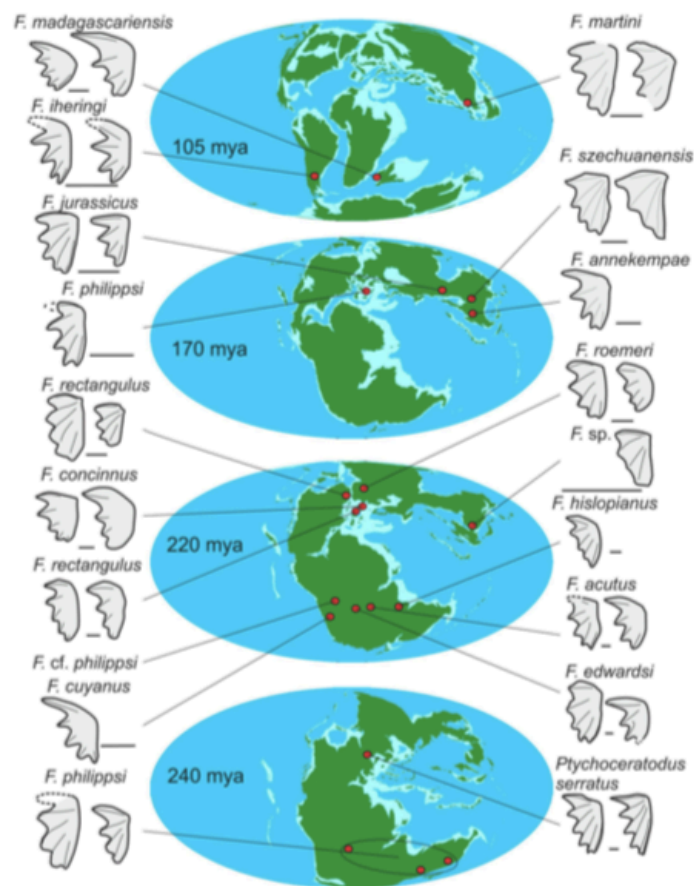 F. madagascariensis
F. martini
F. iheringi
105 mya
F. szechuanensis
F. jurassicus
F. annekempae
F. philippsi
170 mya
F. roemeri
F. rectangulus
F. sp.
F. concinnus
F. hislopianus
220 mya
F. rectangulus
F. acutus
F. cf. philippsi
F. edwardsi
F. cuyanus
240 mya
Ptychoceratodus
serratus
F. philippsi